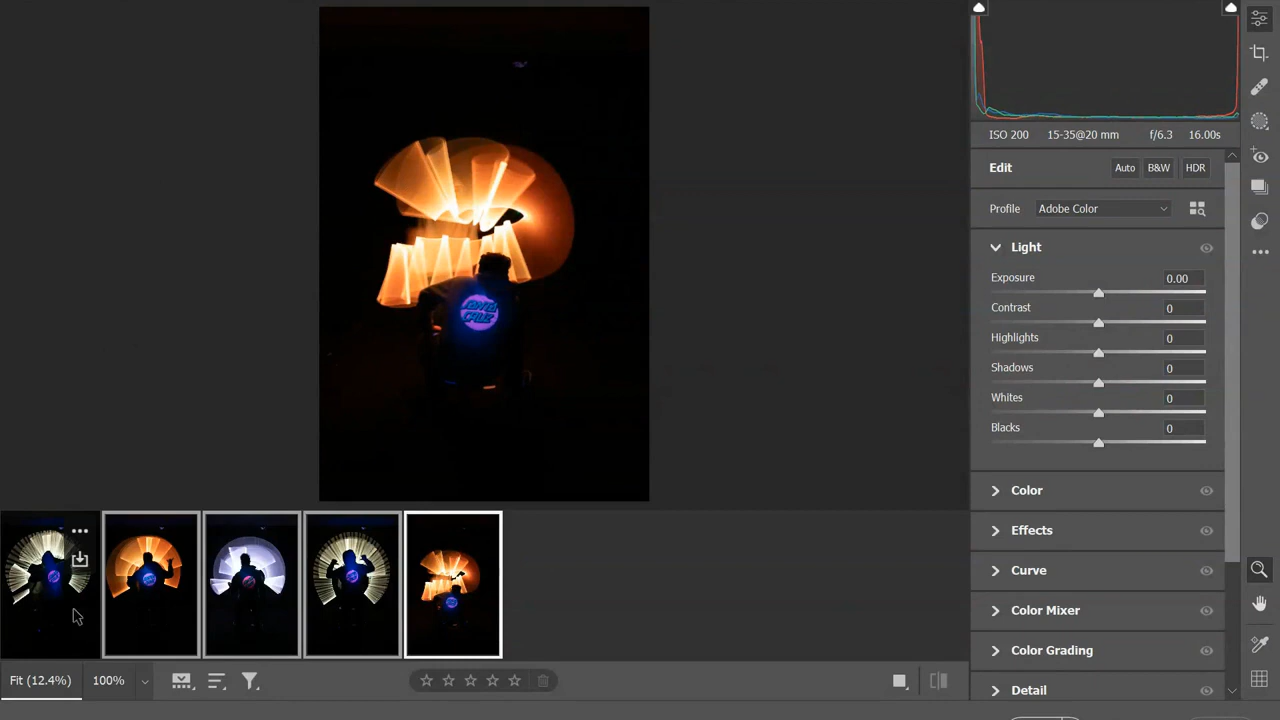 ISO 200 15-35@20 mm f/6.3 16.00s
Edit Auto B&W HDR
Profile Adobe Color
Light
Exposure 0.00
Contrast 0
Highlights 0
Shadows 0
Whites 0
Blacks 0
Color
Effects
Curve
Color Mixer
Color Grading
Detail
CRUZ
Fit (12.4%) 100%